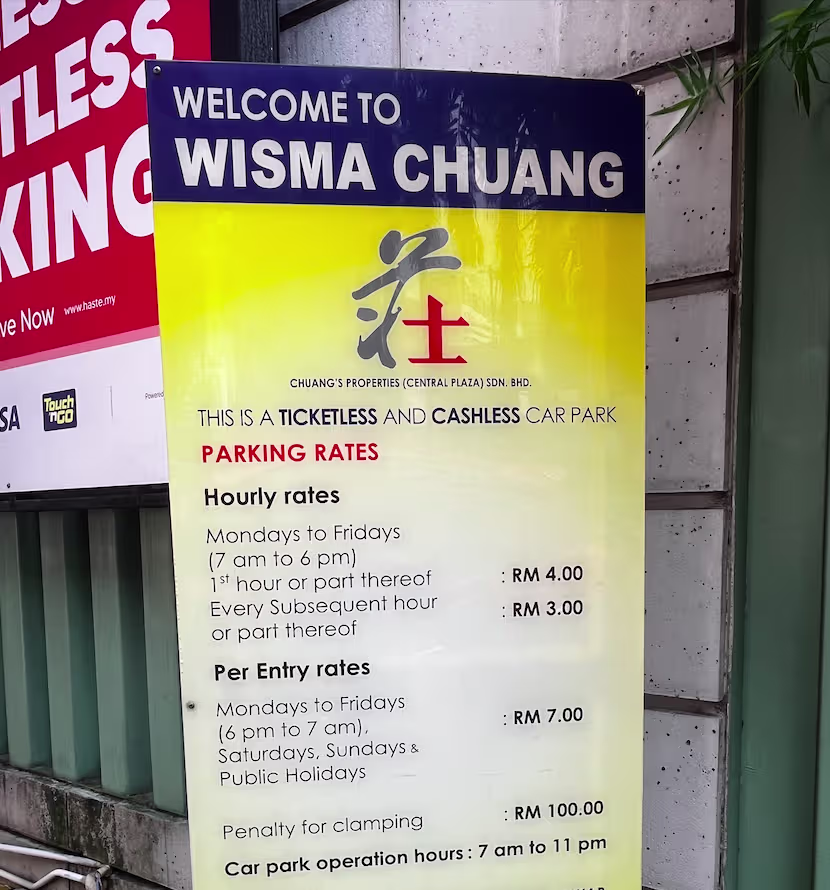 TLESS
KING
ve Now www.haste.my
SA
Touch
'nGO
Powered
WELCOME TO
WISMA CHUANG
莊士
CHUANG'S PROPERTIES (CENTRAL PLAZA) SDN. BHD.
THIS IS A TICKETLESS AND CASHLESS CAR PARK
PARKING RATES
Hourly rates
Mondays to Fridays
(7 am to 6 pm)
1st hour or part thereof : RM 4.00
Every Subsequent hour : RM 3.00
or part thereof
Per Entry rates
Mondays to Fridays
(6 pm to 7 am), : RM 7.00
Saturdays, Sundays &
Public Holidays
Penalty for clamping : RM 100.00
Car park operation hours : 7 am to 11 pm